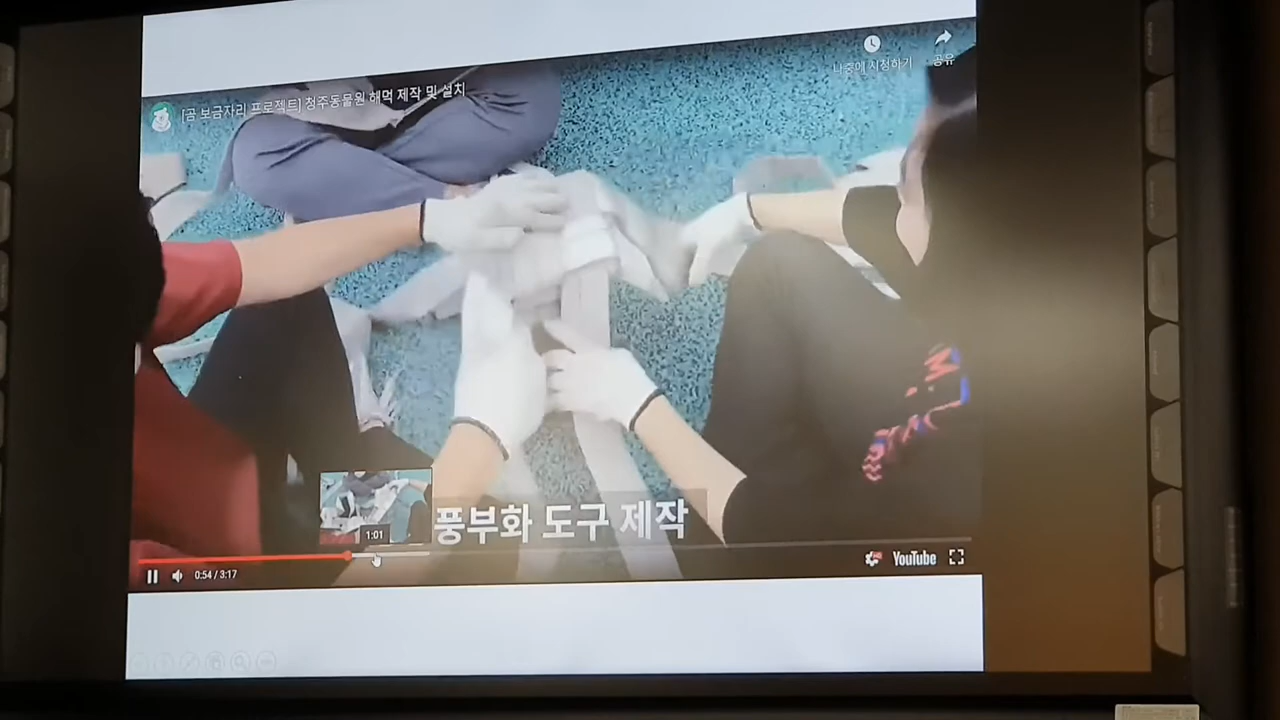 [곰 보금자리 프로젝트] 청주동물원 해먹 제작 및 설치
나중에 시청하기
공유
1:01
풍부화 도구 제작
0:54 / 3:17
HD
YouTube